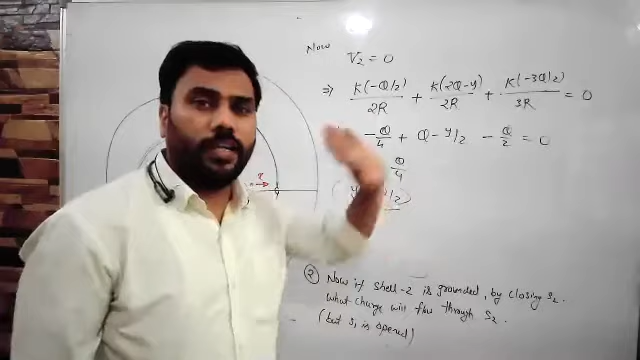 Now
V₂ = 0
⇒ K(-Q/2)/2R + K(2Q-y)/2R + K(-3Q/2)/3R = 0
-Q/4 + Q - y/2 - Q/2 = 0
Q/4
/2)
x
② Now if shell-2 is grounded, by closing S₂.
What charge will flow through S₂.
(but S₁ is opened)